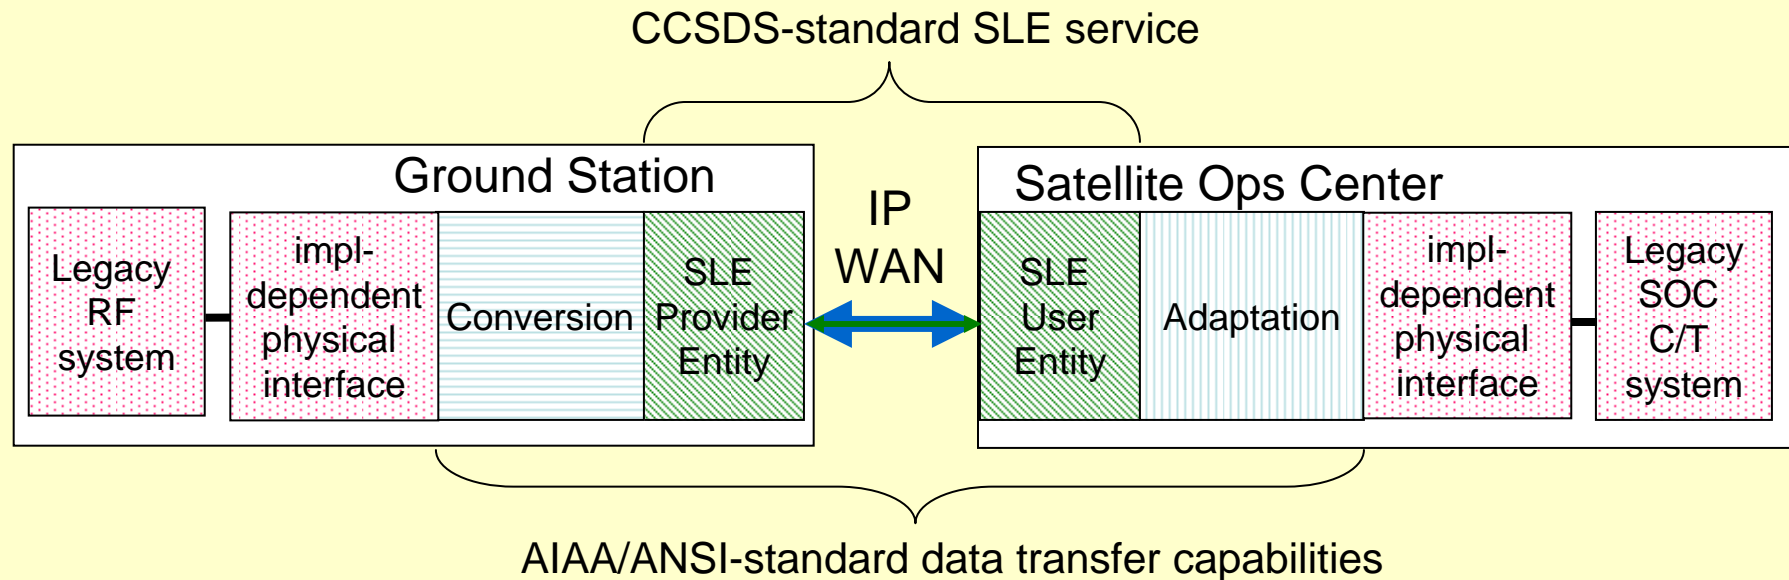 CCSDS-standard SLE service
Ground Station
Legacy
RF
system
impl-
dependent
physical
interface
Conversion
SLE
Provider
Entity
IP
WAN
Satellite Ops Center
SLE
User
Entity
Adaptation
impl-
dependent
physical
interface
Legacy
SOC
C/T
system
AIAA/ANSI-standard data transfer capabilities